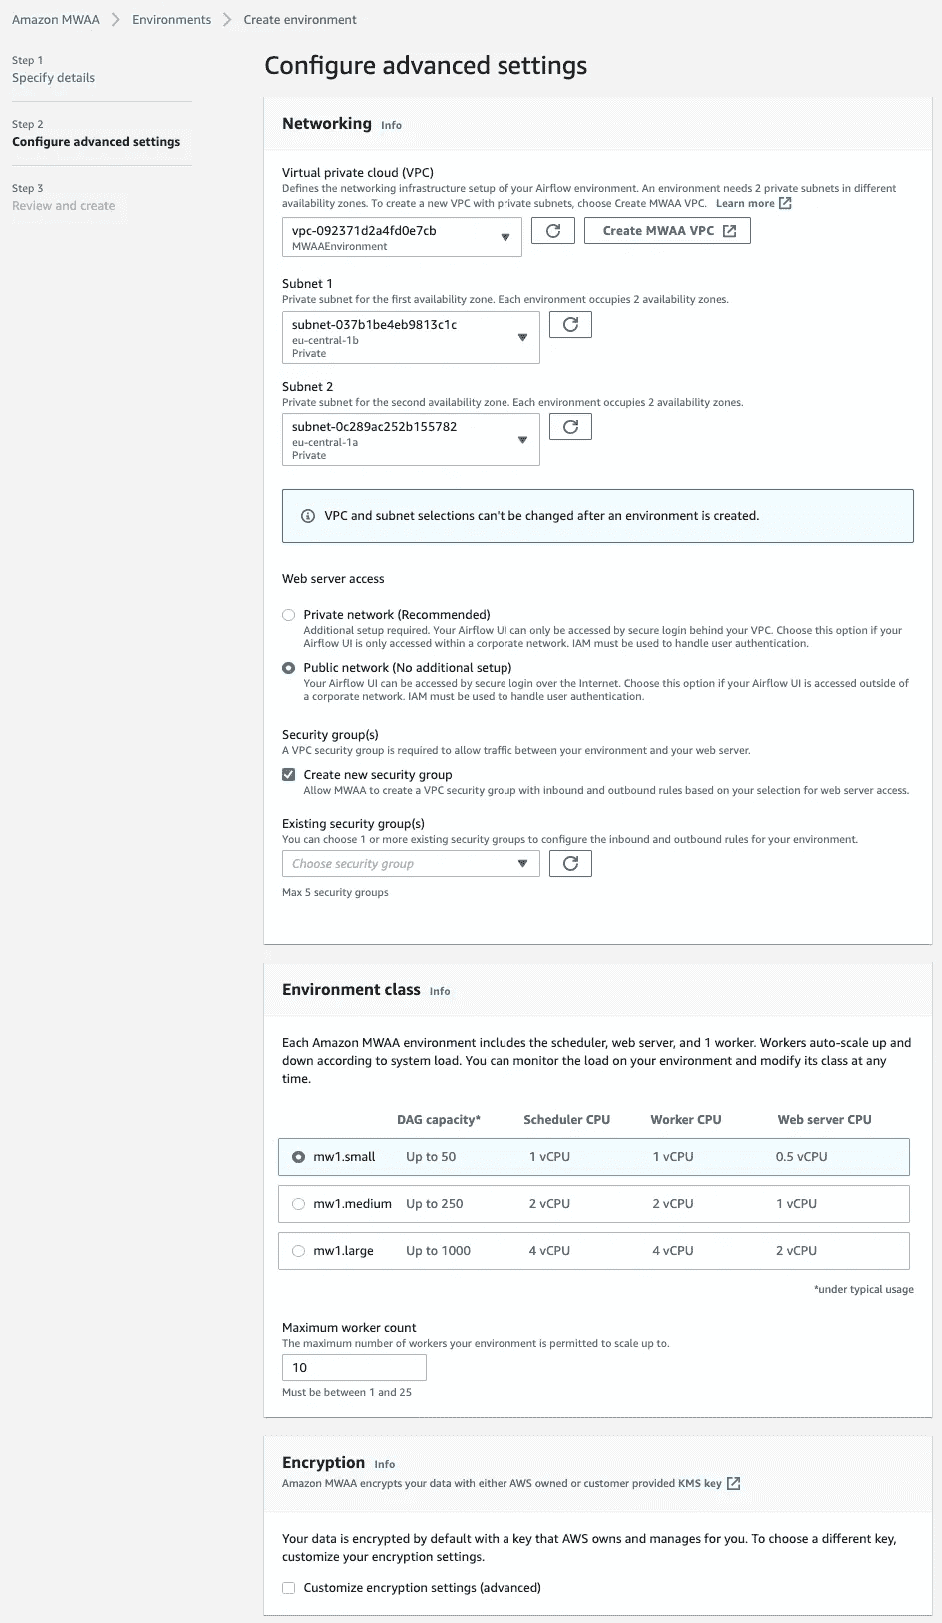 Amazon MWAA > Environments > Create environment
Step 1
Specify details
Step 2
Configure advanced settings
Step 3
Review and create
Configure advanced settings
Networking Info
Virtual private cloud (VPC)
Defines the networking infrastructure setup of your Airflow environment. An environment needs 2 private subnets in different
availability zones. To create a new VPC with private subnets, choose Create MWAA VPC. Learn more
vpc-092371d2a4fd0e7cb
MWAAEnvironment
Create MWAA VPC
Subnet 1
Private subnet for the first availability zone. Each environment occupies 2 availability zones.
subnet-037b1be4eb9813c1c
eu-central-1b
Private
Subnet 2
Private subnet for the second availability zone. Each environment occupies 2 availability zones.
subnet-0c289ac252b155782
eu-central-1a
Private
VPC and subnet selections can't be changed after an environment is created.
Web server access
Private network (Recommended)
Additional setup required. Your Airflow UI can only be accessed by secure login behind your VPC. Choose this option if your
Airflow UI is only accessed within a corporate network. IAM must be used to handle user authentication.
Public network (No additional setup)
Your Airflow UI can be accessed by secure login over the Internet. Choose this option if your Airflow UI is accessed outside of
a corporate network. IAM must be used to handle user authentication.
Security group(s)
A VPC security group is required to allow traffic between your environment and your web server.
Create new security group
Allow MWAA to create a VPC security group with inbound and outbound rules based on your selection for web server access.
Existing security group(s)
You can choose 1 or more existing security groups to configure the inbound and outbound rules for your environment.
Choose security group
Max 5 security groups
Environment class Info
Each Amazon MWAA environment includes the scheduler, web server, and 1 worker. Workers auto-scale up and
down according to system load. You can monitor the load on your environment and modify its class at any
time.
DAG capacity* Scheduler CPU Worker CPU Web server CPU
mw1.small Up to 50 1 vCPU 1 vCPU 0.5 vCPU
mw1.medium Up to 250 2 vCPU 2 vCPU 1 vCPU
mw1.large Up to 1000 4 vCPU 4 vCPU 2 vCPU
*under typical usage
Maximum worker count
The maximum number of workers your environment is permitted to scale up to.
10
Must be between 1 and 25
Encryption Info
Amazon MWAA encrypts your data with either AWS owned or customer provided KMS key
Your data is encrypted by default with a key that AWS owns and manages for you. To choose a different key,
customize your encryption settings.
Customize encryption settings (advanced)